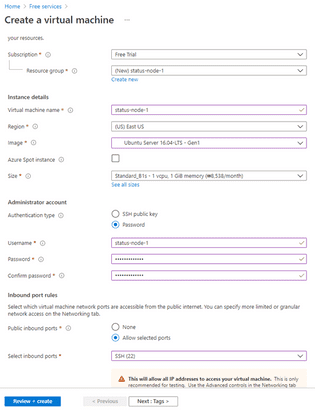 Home > Free services >
Create a virtual machine ...
your resources.
Subscription * Free Trial
Resource group * (New) status-node-1
Create new
Instance details
Virtual machine name * status-node-1
Region * (US) East US
Image * Ubuntu Server 16.04-LTS - Gen1
Azure Spot instance
Size * Standard_B1s - 1 vcpu, 1 GiB memory (₩8,538/month)
See all sizes
Administrator account
Authentication type SSH public key
Password
Username * status-node-1
Password *
Confirm password *
Inbound port rules
Select which virtual machine network ports are accessible from the public internet. You can specify more limited or granular
network access on the Networking tab.
Public inbound ports * None
Allow selected ports
Select inbound ports * SSH (22)
This will allow all IP addresses to access your virtual machine. This is only
recommended for testing. Use the Advanced controls in the Networking tab
Review + create
< Previous
Next : Tags >